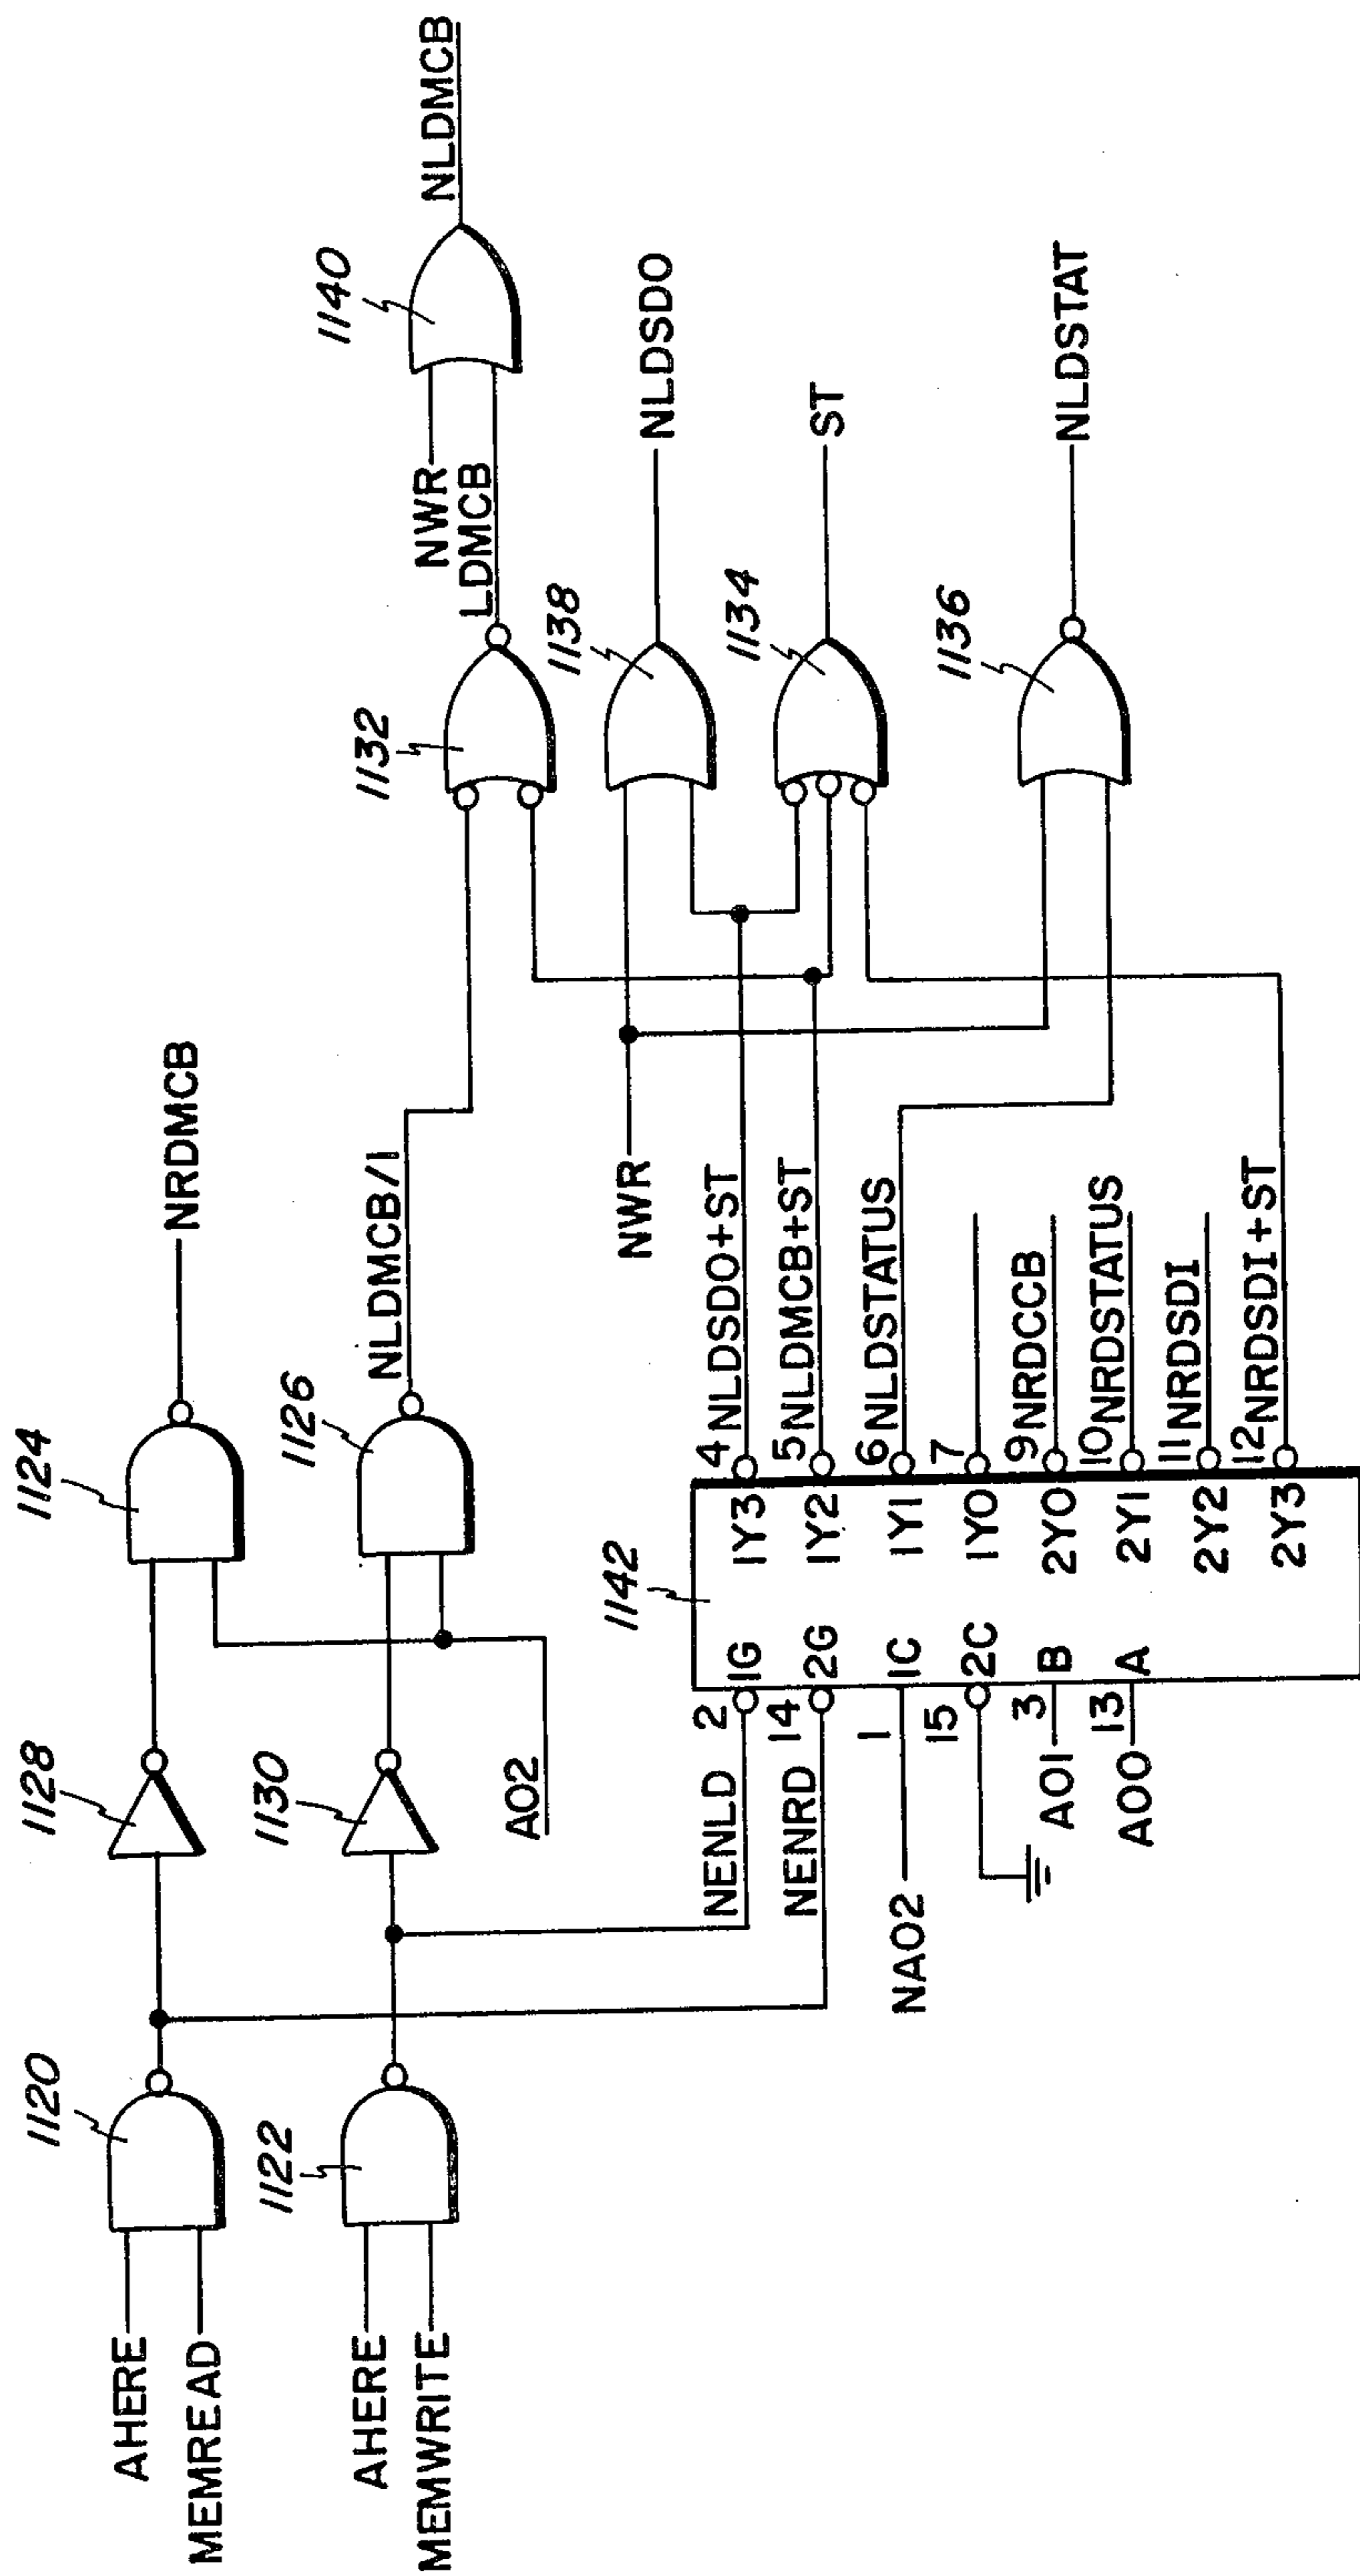 AHERE
MEMREAD
1120
1128
1124
NRDMCB
AHERE
MEMWRITE
1122
1130
1126
NLDMCB/1
A02
1132
NWR
LDMCB
1140
NLDMCB
NWR
1138
NLDSDO
1134
ST
1136
NLDSTAT
1142
NENLD
2
1G
NENRD
14
2G
NA02
1
1C
15
2C
A01
3
B
A00
13
A
1Y3
4
NLDSDO+ST
1Y2
5
NLDMCB+ST
1Y1
6
NLDSTATUS
1Y0
7
2Y0
9
NRDCCB
2Y1
10
NRDSTATUS
2Y2
11
NRDSDI
2Y3
12
NRDSDI+ST